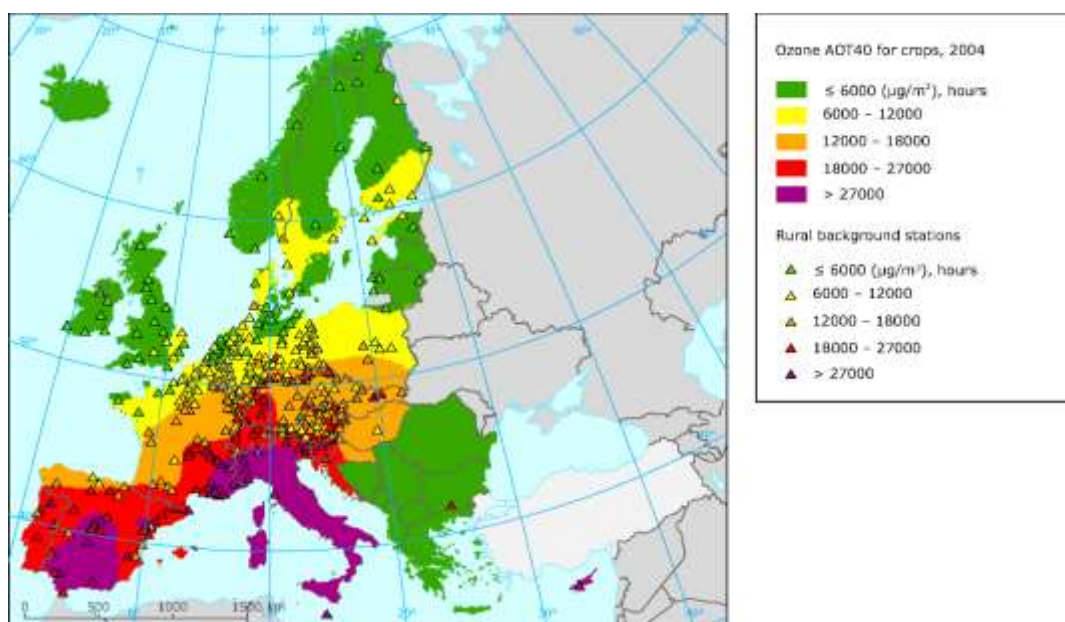 Ozone AOT40 for crops, 2004
≤ 6000 (µg/m³), hours
6000 – 12000
12000 – 18000
18000 – 27000
> 27000
Rural background stations
≤ 6000 (µg/m³), hours
6000 – 12000
12000 – 18000
18000 – 27000
> 27000
0 500 1000 1500 km